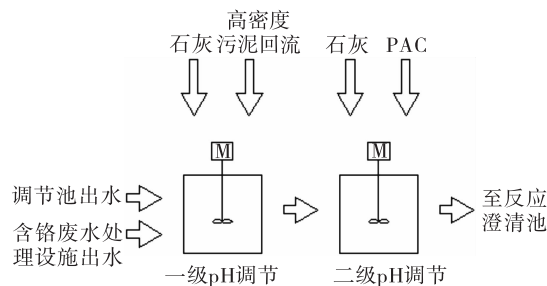 高密度
石灰 污泥回流 石灰 PAC
M M
调节池出水
含铬废水处
理设施出水
至反应
澄清池
一级pH调节 二级pH调节